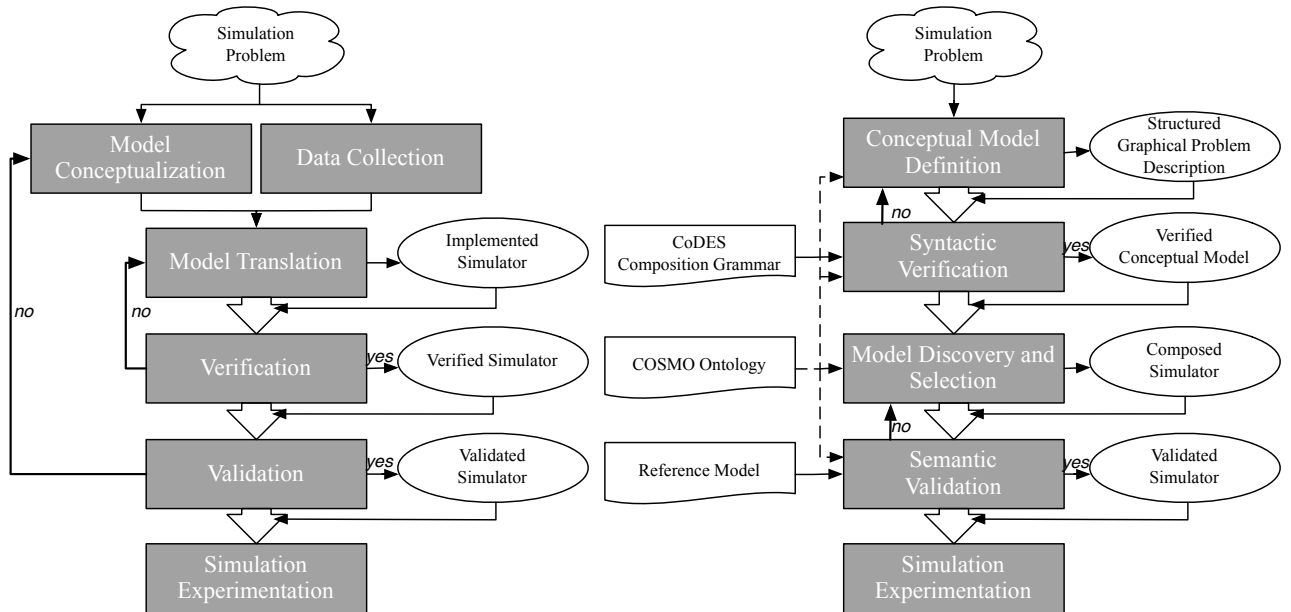 Simulation
Problem
Model
Conceptualization
Data Collection
Model Translation
Implemented
Simulator
no
no
Verification
yes
Verified Simulator
Validation
yes
Validated
Simulator
Simulation
Experimentation
Simulation
Problem
Conceptual Model
Definition
Structured
Graphical Problem
Description
no
CoDES
Composition Grammar
Syntactic
Verification
yes
Verified
Conceptual Model
COSMO Ontology
Model Discovery and
Selection
Composed
Simulator
no
Reference Model
Semantic
Validation
yes
Validated
Simulator
Simulation
Experimentation